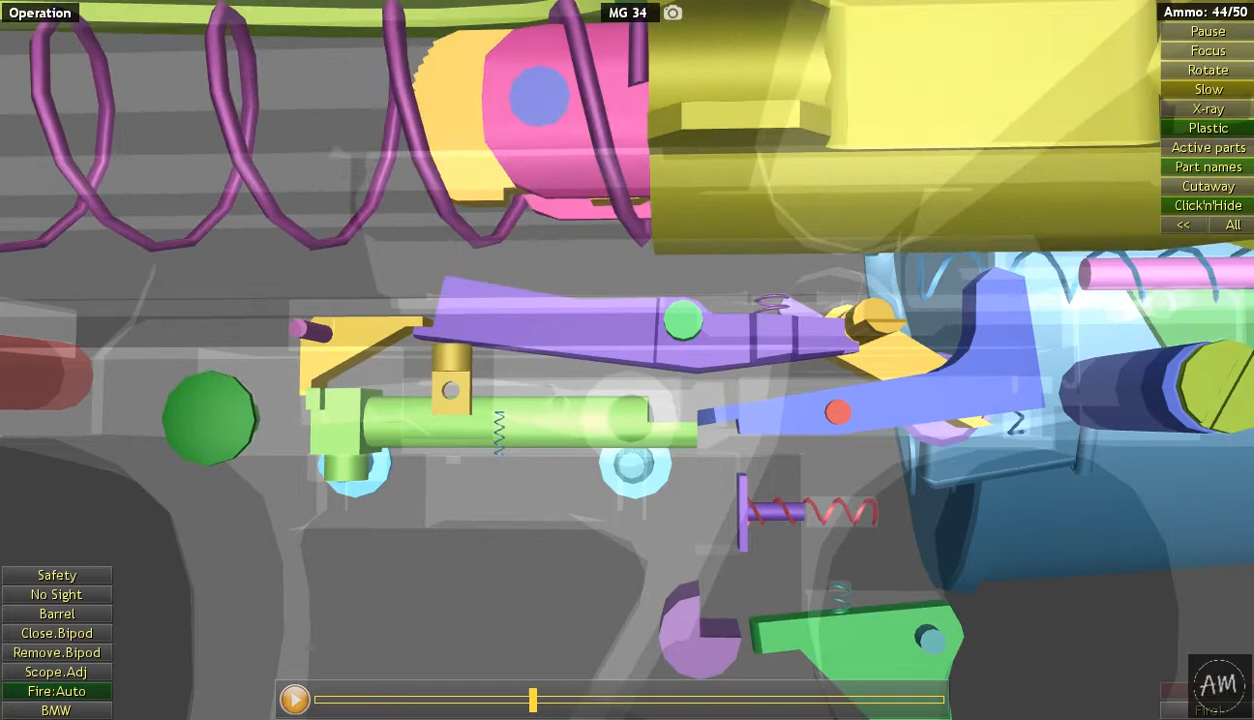 Operation
MG 34
Ammo: 44/50
Pause
Focus
Rotate
Slow
X-ray
Plastic
Active parts
Part names
Cutaway
Click'n'Hide
<< All
Safety
No Sight
Barrel
Close.Bipod
Remove.Bipod
Scope.Adj
Fire:Auto
BMW
AM
Fire!